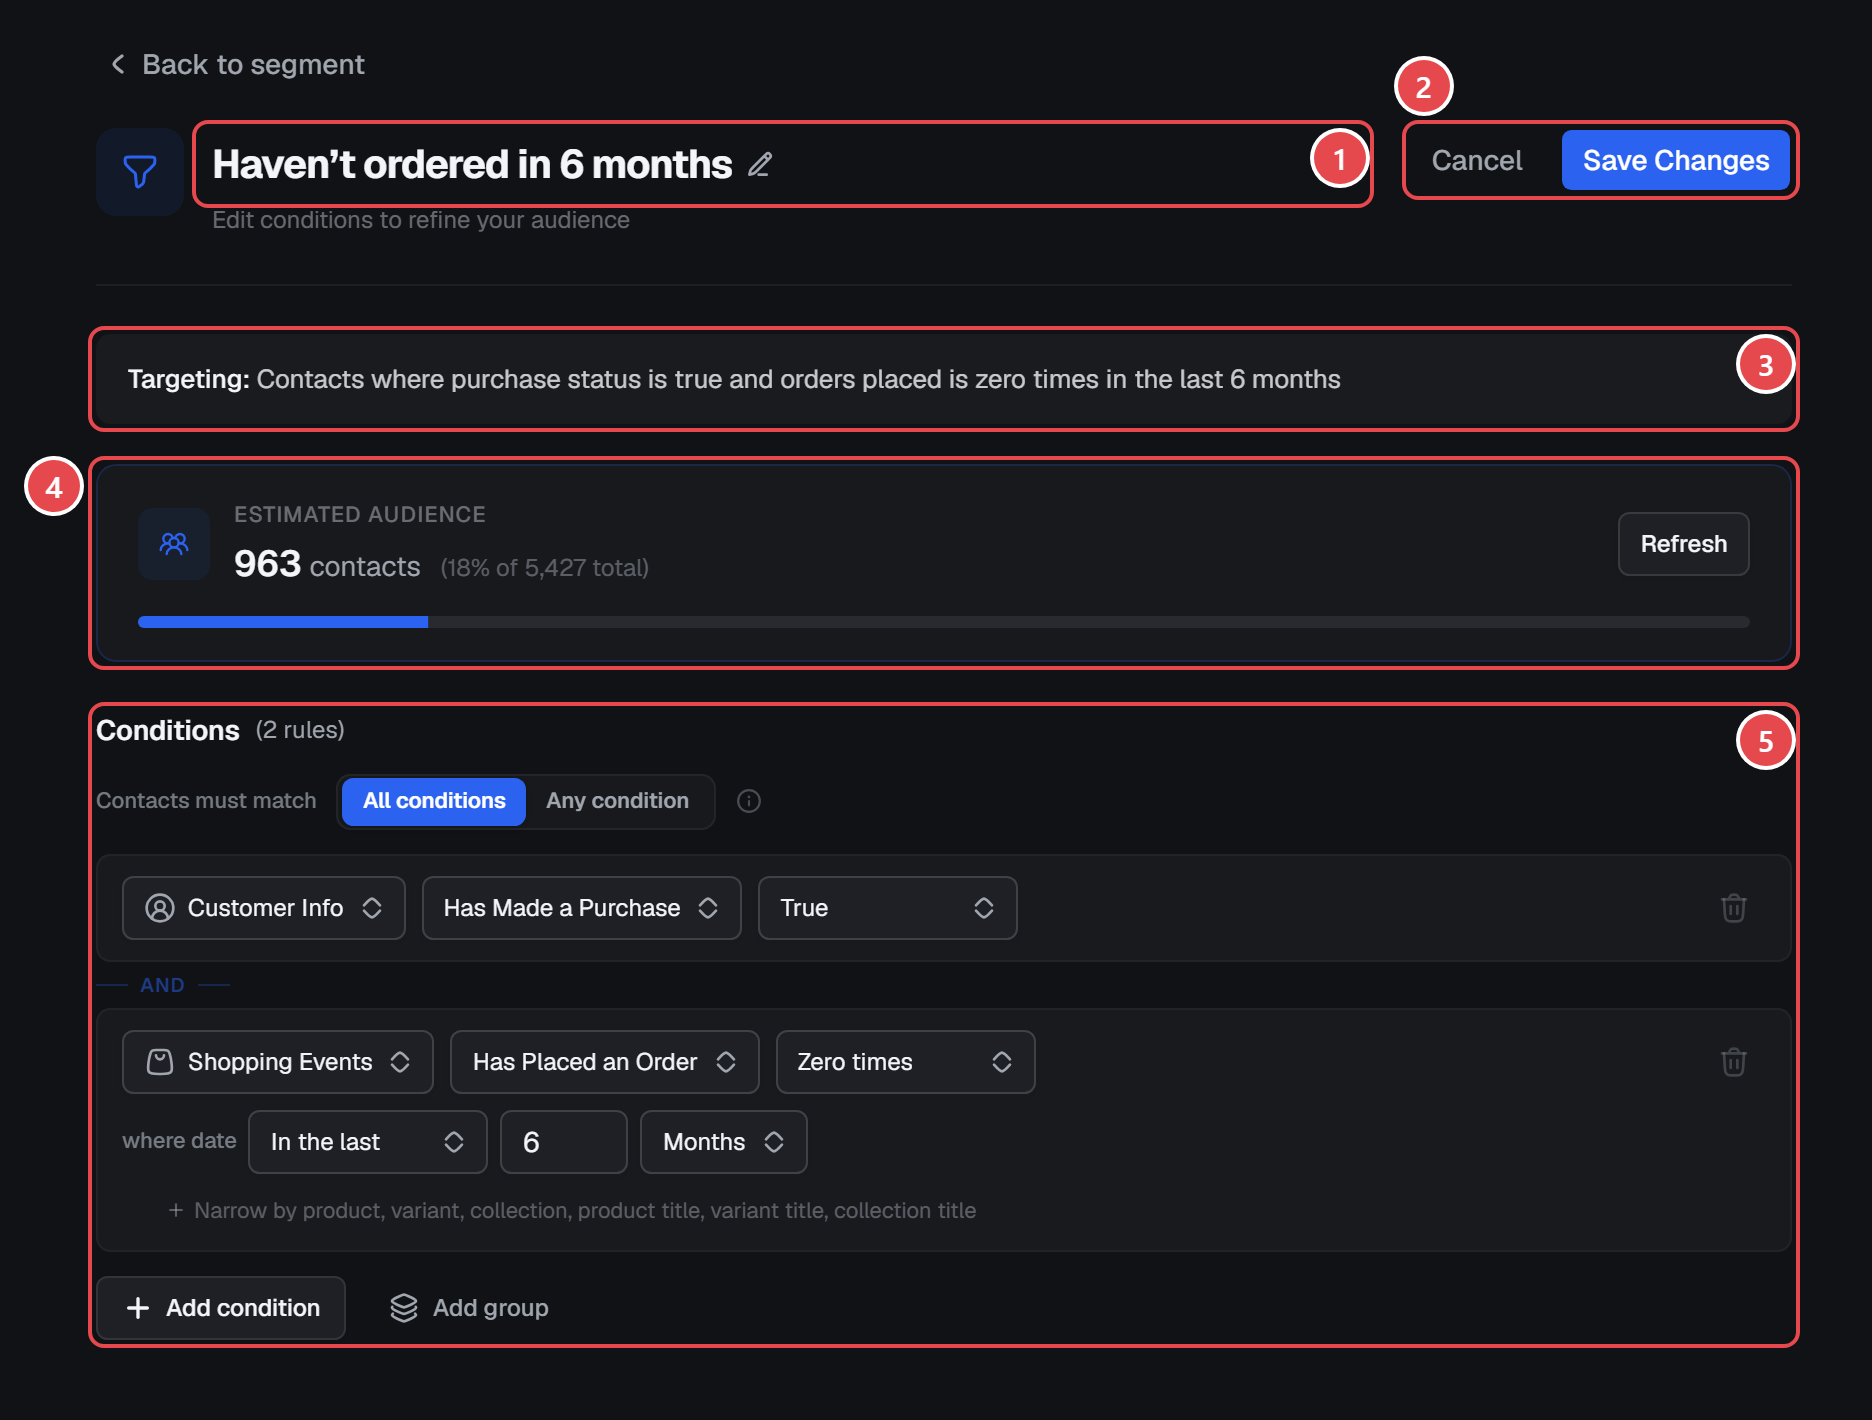 Back to segment
2
Haven’t ordered in 6 months
1
Cancel
Save Changes
Edit conditions to refine your audience
Targeting: Contacts where purchase status is true and orders placed is zero times in the last 6 months
3
4
ESTIMATED AUDIENCE
963 contacts (18% of 5,427 total)
Refresh
Conditions (2 rules)
5
Contacts must match All conditions Any condition
Customer Info Has Made a Purchase True
AND
Shopping Events Has Placed an Order Zero times
where date In the last 6 Months
+ Narrow by product, variant, collection, product title, variant title, collection title
+ Add condition Add group